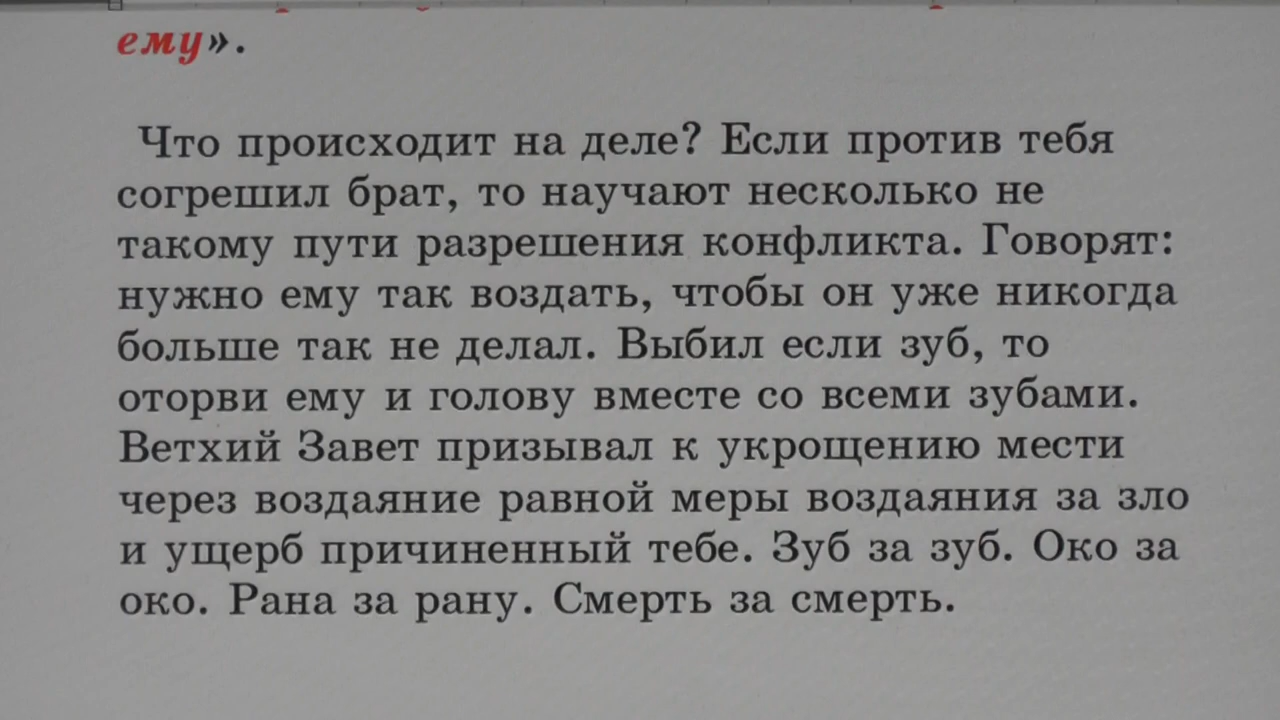 ему».
Что происходит на деле? Если против тебя
согрешил брат, то научают несколько не
такому пути разрешения конфликта. Говорят:
нужно ему так воздать, чтобы он уже никогда
больше так не делал. Выбил если зуб, то
оторви ему и голову вместе со всеми зубами.
Ветхий Завет призывал к укрощению мести
через воздаяние равной меры воздаяния за зло
и ущерб причиненный тебе. Зуб за зуб. Око за
око. Рана за рану. Смерть за смерть.